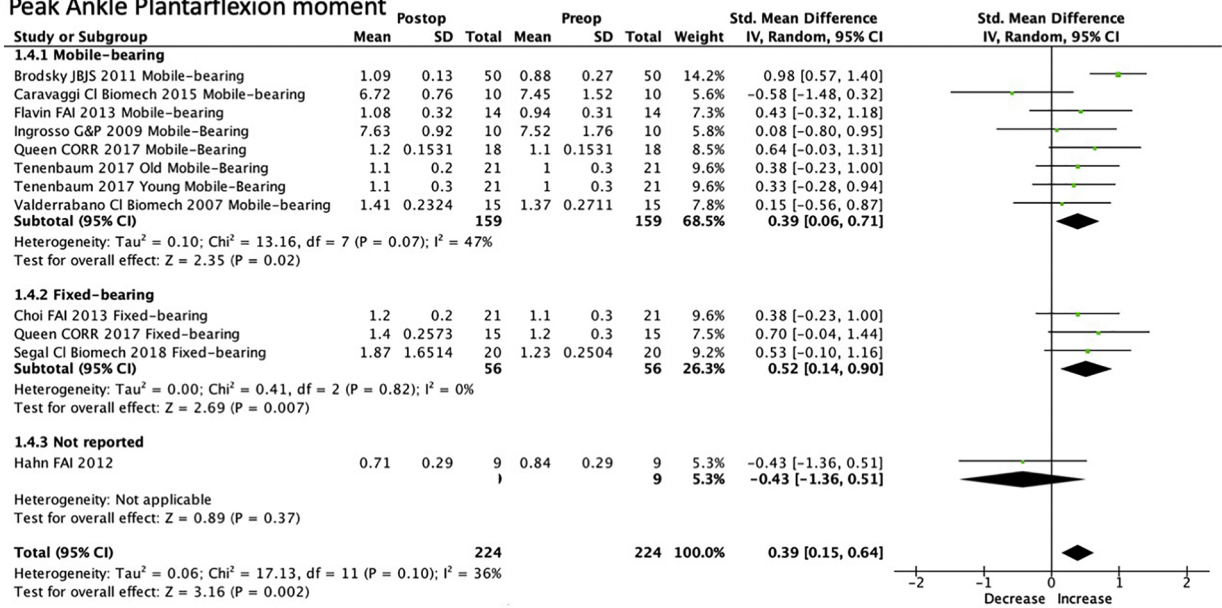 Peak Ankle Plantarflexion moment
Postop Preop Std. Mean Difference Std. Mean Difference
Study or Subgroup Mean SD Total Mean SD Total Weight IV, Random, 95% CI IV, Random, 95% CI
1.4.1 Mobile-bearing
Brodsky JBJS 2011 Mobile-bearing 1.09 0.13 50 0.88 0.27 50 14.2% 0.98 [0.57, 1.40]
Caravaggi Cl Biomech 2015 Mobile-bearing 6.72 0.76 10 7.45 1.52 10 5.6% -0.58 [-1.48, 0.32]
Flavin FAI 2013 Mobile-bearing 1.08 0.32 14 0.94 0.31 14 7.3% 0.43 [-0.32, 1.18]
Ingrosso G&P 2009 Mobile-Bearing 7.63 0.92 10 7.52 1.76 10 5.8% 0.08 [-0.80, 0.95]
Queen CORR 2017 Mobile-Bearing 1.2 0.1531 18 1.1 0.1531 18 8.5% 0.64 [-0.03, 1.31]
Tenenbaum 2017 Old Mobile-Bearing 1.1 0.2 21 1 0.3 21 9.6% 0.38 [-0.23, 1.00]
Tenenbaum 2017 Young Mobile-Bearing 1.1 0.3 21 1 0.3 21 9.6% 0.33 [-0.28, 0.94]
Valderrabano Cl Biomech 2007 Mobile-bearing 1.41 0.2324 15 1.37 0.2711 15 7.8% 0.15 [-0.56, 0.87]
Subtotal (95% CI) 159 159 68.5% 0.39 [0.06, 0.71]
Heterogeneity: Tau² = 0.10; Chi² = 13.16, df = 7 (P = 0.07); I² = 47%
Test for overall effect: Z = 2.35 (P = 0.02)
1.4.2 Fixed-bearing
Choi FAI 2013 Fixed-bearing 1.2 0.2 21 1.1 0.3 21 9.6% 0.38 [-0.23, 1.00]
Queen CORR 2017 Fixed-bearing 1.4 0.2573 15 1.2 0.3 15 7.5% 0.70 [-0.04, 1.44]
Segal Cl Biomech 2018 Fixed-bearing 1.87 1.6514 20 1.23 0.2504 20 9.2% 0.53 [-0.10, 1.16]
Subtotal (95% CI) 56 56 26.3% 0.52 [0.14, 0.90]
Heterogeneity: Tau² = 0.00; Chi² = 0.41, df = 2 (P = 0.82); I² = 0%
Test for overall effect: Z = 2.69 (P = 0.007)
1.4.3 Not reported
Hahn FAI 2012 0.71 0.29 9 0.84 0.29 9 5.3% -0.43 [-1.36, 0.51]
9 5.3% -0.43 [-1.36, 0.51]
Heterogeneity: Not applicable
Test for overall effect: Z = 0.89 (P = 0.37)
Total (95% CI) 224 224 100.0% 0.39 [0.15, 0.64]
Heterogeneity: Tau² = 0.06; Chi² = 17.13, df = 11 (P = 0.10); I² = 36%
Test for overall effect: Z = 3.16 (P = 0.002)
-2 -1 0 1 2
Decrease Increase